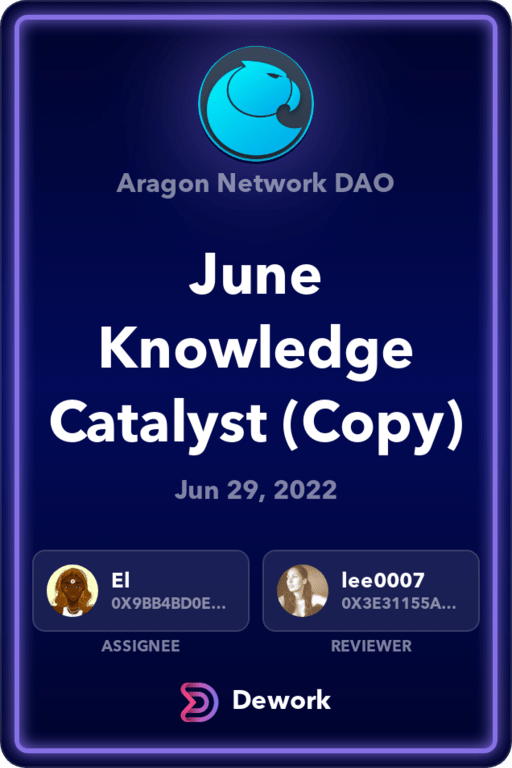 Aragon Network DAO
June
Knowledge
Catalyst (Copy)
Jun 29, 2022
El
0X9BB4BD0E...
ASSIGNEE
lee0007
0X3E31155A...
REVIEWER
Dework